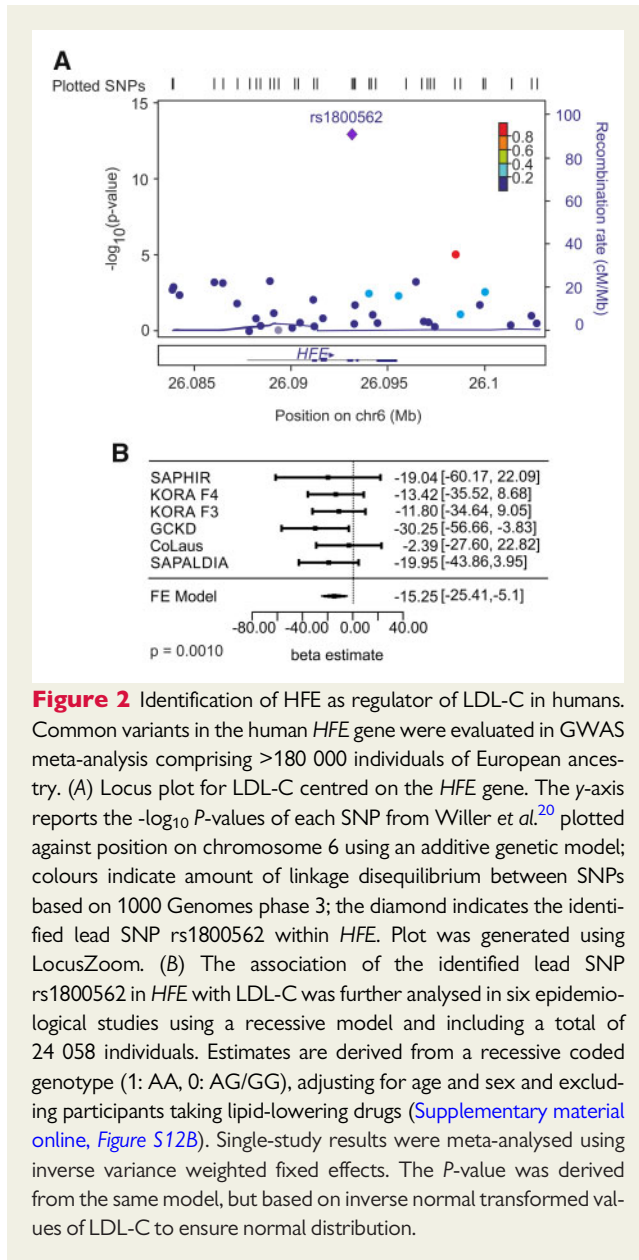 A
Plotted SNPs
15
10
5
0
-log10(p-value)
rs1800562
0.8
0.6
0.4
0.2
100
80
60
40
20
0
Recombination rate (cM/Mb)
HFE
26.085 26.09 26.095 26.1
Position on chr6 (Mb)
B
SAPHIR -19.04 [-60.17, 22.09]
KORA F4 -13.42 [-35.52, 8.68]
KORA F3 -11.80 [-34.64, 9.05]
GCKD -30.25 [-56.66, -3.83]
CoLaus -2.39 [-27.60, 22.82]
SAPALDIA -19.95 [-43.86,3.95]
FE Model -15.25 [-25.41,-5.1]
-80.00 -40.00 0.00 40.00
p = 0.0010 beta estimate
Figure 2 Identification of HFE as regulator of LDL-C in humans.
Common variants in the human HFE gene were evaluated in GWAS
meta-analysis comprising >180 000 individuals of European ances-
try. (A) Locus plot for LDL-C centred on the HFE gene. The y-axis
reports the -log10 P-values of each SNP from Willer et al.20 plotted
against position on chromosome 6 using an additive genetic model;
colours indicate amount of linkage disequilibrium between SNPs
based on 1000 Genomes phase 3; the diamond indicates the identi-
fied lead SNP rs1800562 within HFE. Plot was generated using
LocusZoom. (B) The association of the identified lead SNP
rs1800562 in HFE with LDL-C was further analysed in six epidemio-
logical studies using a recessive model and including a total of
24 058 individuals. Estimates are derived from a recessive coded
genotype (1: AA, 0: AG/GG), adjusting for age and sex and exclud-
ing participants taking lipid-lowering drugs (Supplementary material
online, Figure S12B). Single-study results were meta-analysed using
inverse variance weighted fixed effects. The P-value was derived
from the same model, but based on inverse normal transformed val-
ues of LDL-C to ensure normal distribution.